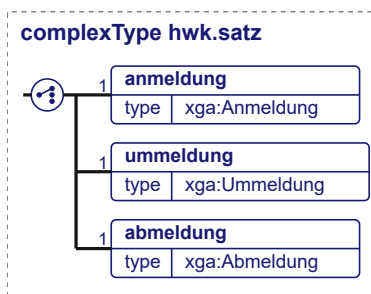 complexType hwk.satz
1 anmeldung
type xga:Anmeldung
1 ummeldung
type xga:Ummeldung
1 abmeldung
type xga:Abmeldung